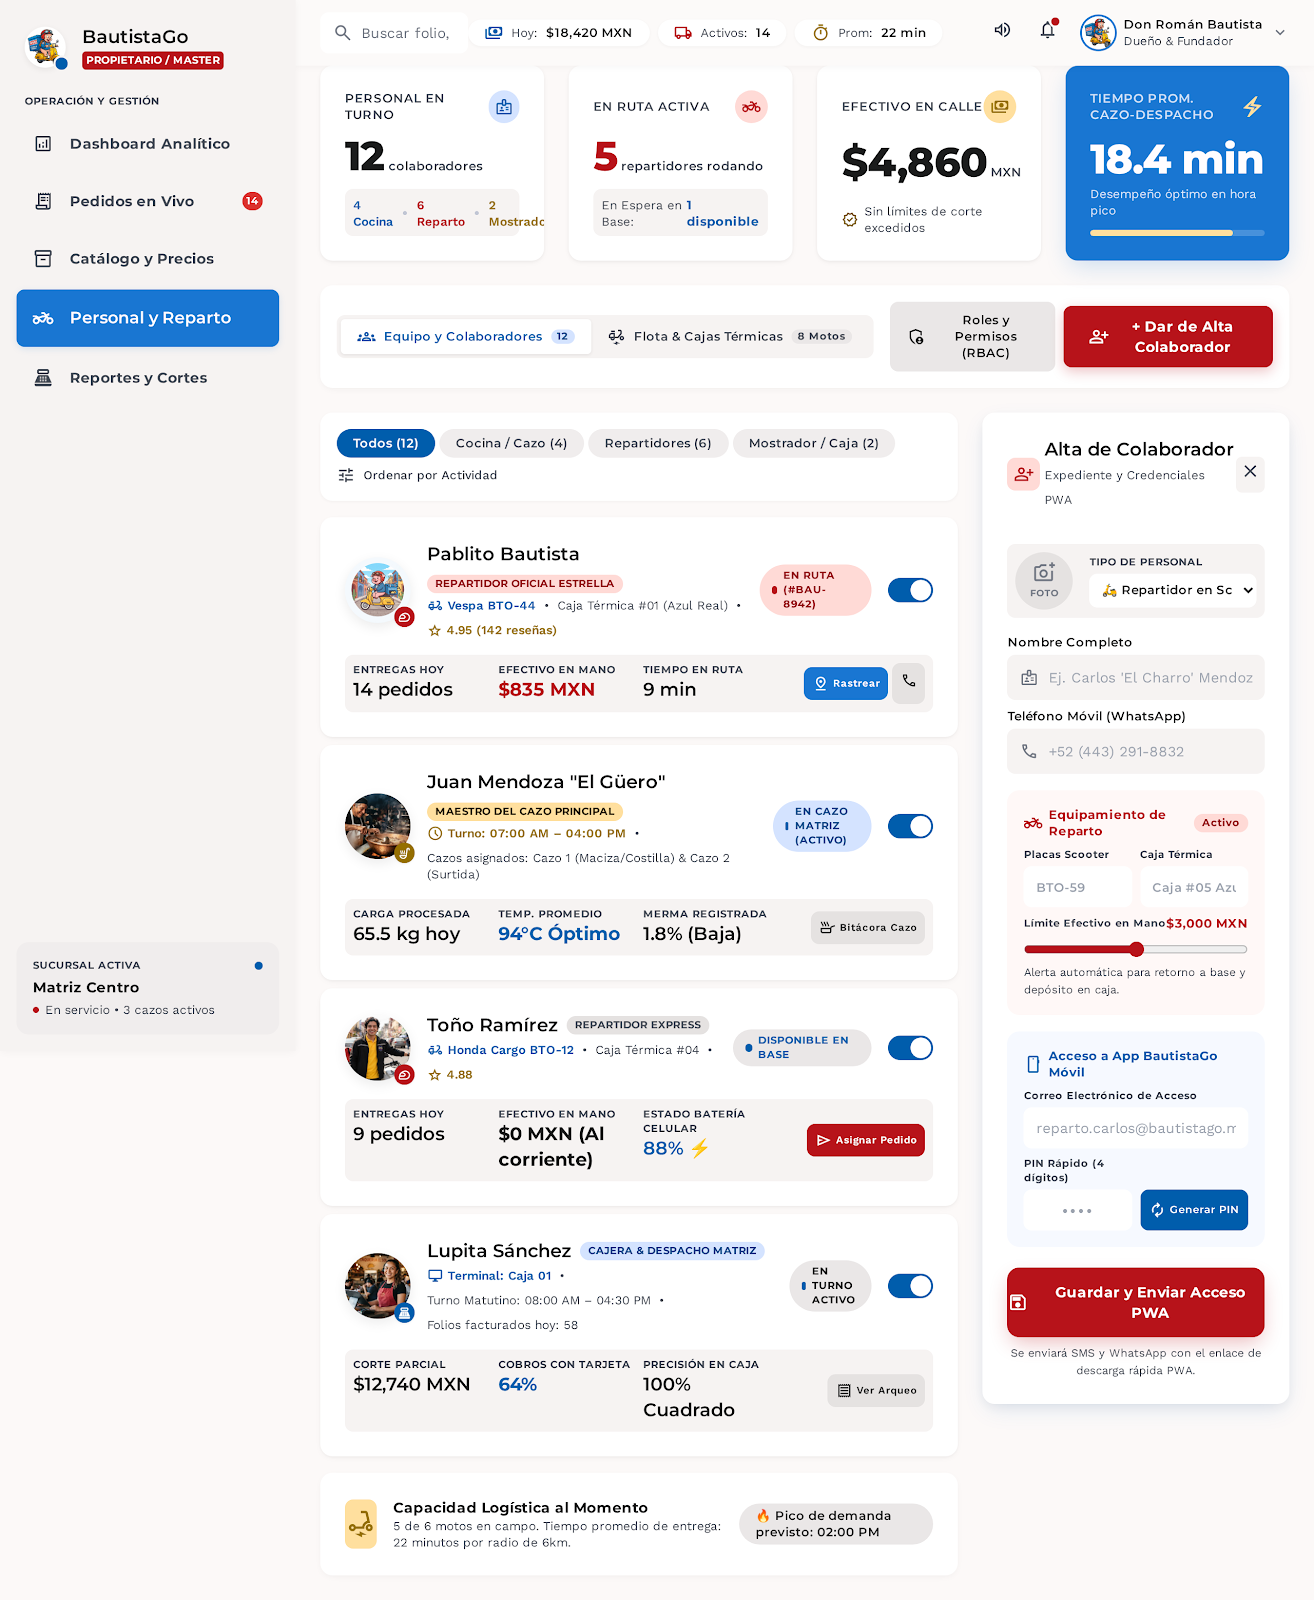 BautistaGo
PROPIETARIO / MASTER
OPERACIÓN Y GESTIÓN
Dashboard Analítico
Pedidos en Vivo
14
Catálogo y Precios
Personal y Reparto
Reportes y Cortes
SUCURSAL ACTIVA
Matriz Centro
En servicio • 3 cazos activos
Buscar folio,
Hoy: $18,420 MXN
Activos: 14
Prom: 22 min
Don Román Bautista
Dueño & Fundador
PERSONAL EN
TURNO
12 colaboradores
4
Cocina
•
6
Reparto
•
2
Mostrado
EN RUTA ACTIVA
5 repartidores rodando
En Espera en
Base:
1
disponible
EFECTIVO EN CALLE
$4,860 MXN
Sin límites de corte
excedidos
TIEMPO PROM.
CAZO-DESPACHO
18.4 min
Desempeño óptimo en hora
pico
Equipo y Colaboradores 12
Flota & Cajas Térmicas 8 Motos
Roles y
Permisos
(RBAC)
+ Dar de Alta
Colaborador
Todos (12)
Cocina / Cazo (4)
Repartidores (6)
Mostrador / Caja (2)
Ordenar por Actividad
Pablito Bautista
REPARTIDOR OFICIAL ESTRELLA
Vespa BTO-44 • Caja Térmica #01 (Azul Real) •
4.95 (142 reseñas)
EN RUTA
(#BAU-
8942)
ENTREGAS HOY
14 pedidos
EFECTIVO EN MANO
$835 MXN
TIEMPO EN RUTA
9 min
Rastrear
Juan Mendoza "El Güero"
MAESTRO DEL CAZO PRINCIPAL
Turno: 07:00 AM – 04:00 PM •
Cazos asignados: Cazo 1 (Maciza/Costilla) & Cazo 2
(Surtida)
EN CAZO
MATRIZ
(ACTIVO)
CARGA PROCESADA
65.5 kg hoy
TEMP. PROMEDIO
94°C Óptimo
MERMA REGISTRADA
1.8% (Baja)
Bitácora Cazo
Toño Ramírez REPARTIDOR EXPRESS
Honda Cargo BTO-12 • Caja Térmica #04 •
4.88
DISPONIBLE EN
BASE
ENTREGAS HOY
9 pedidos
EFECTIVO EN MANO
$0 MXN (Al
corriente)
ESTADO BATERÍA
CELULAR
88% ⚡
Asignar Pedido
Lupita Sánchez CAJERA & DESPACHO MATRIZ
Terminal: Caja 01 •
Turno Matutino: 08:00 AM – 04:30 PM •
Folios facturados hoy: 58
EN
TURNO
ACTIVO
CORTE PARCIAL
$12,740 MXN
COBROS CON TARJETA
64%
PRECISIÓN EN CAJA
100%
Cuadrado
Ver Arqueo
Capacidad Logística al Momento
5 de 6 motos en campo. Tiempo promedio de entrega:
22 minutos por radio de 6km.
🔥 Pico de demanda
previsto: 02:00 PM
Alta de Colaborador
Expediente y Credenciales
PWA
FOTO
TIPO DE PERSONAL
🛵 Repartidor en Sc
Nombre Completo
Ej. Carlos 'El Charro' Mendoz
Teléfono Móvil (WhatsApp)
+52 (443) 291-8832
Equipamiento de
Reparto
Activo
Placas Scooter
BTO-59
Caja Térmica
Caja #05 Azu
Límite Efectivo en Mano $3,000 MXN
Alerta automática para retorno a base y
depósito en caja.
Acceso a App BautistaGo
Móvil
Correo Electrónico de Acceso
reparto.carlos@bautistago.m
PIN Rápido (4
dígitos)
••••
Generar PIN
Guardar y Enviar Acceso
PWA
Se enviará SMS y WhatsApp con el enlace de
descarga rápida PWA.